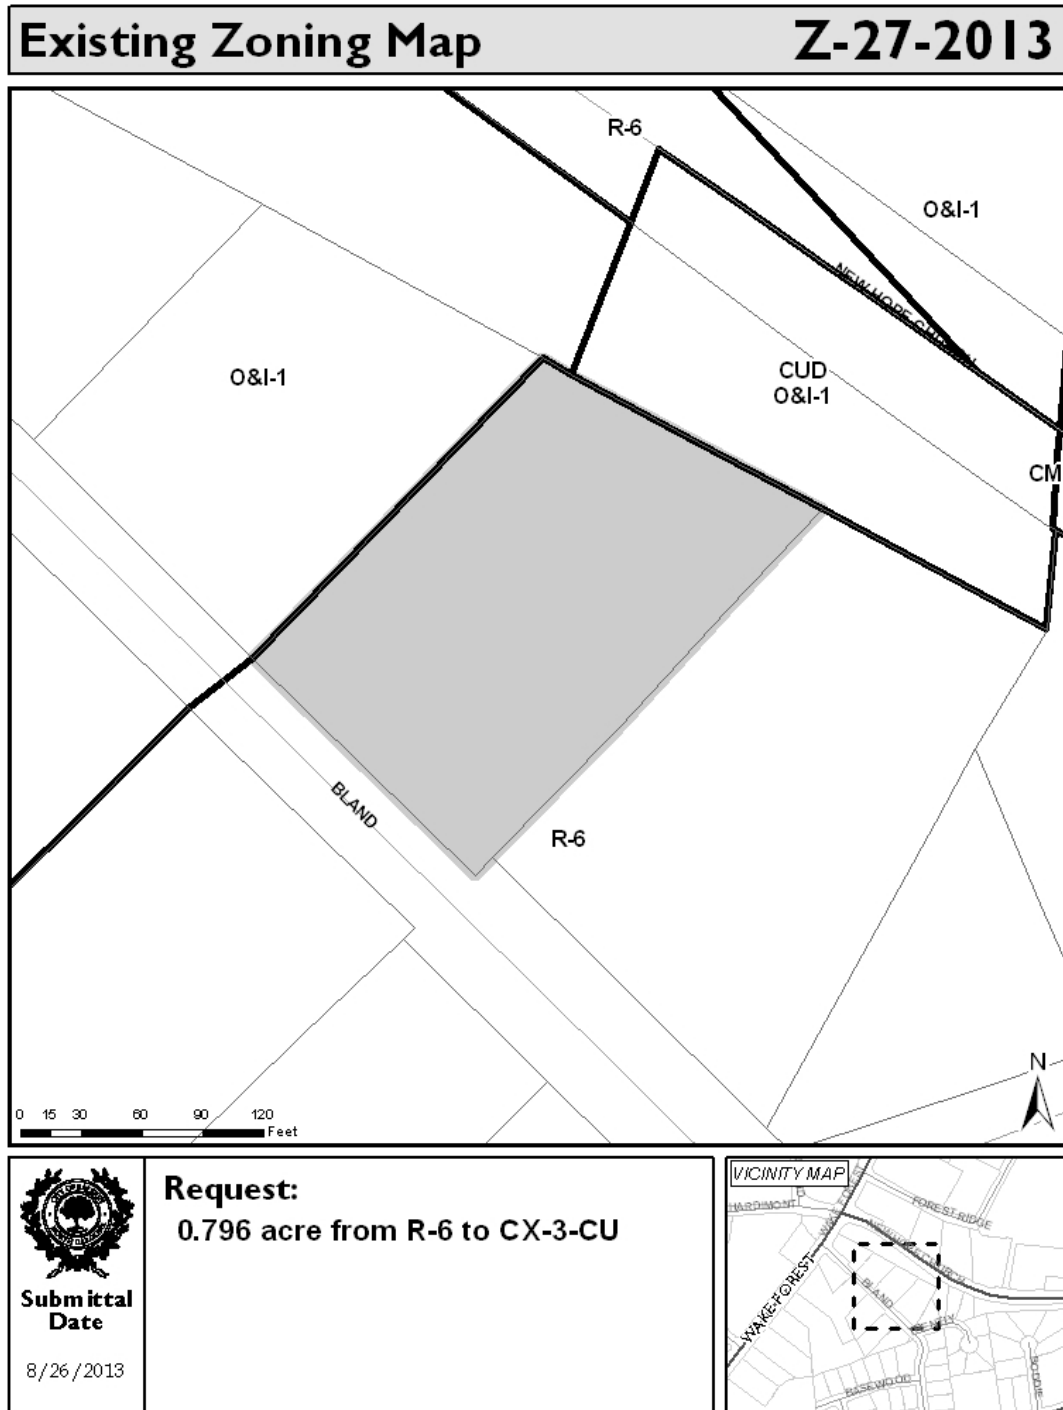 Existing Zoning Map Z-27-2013
R-6
O&I-1
NEW HOPE CHURCH
O&I-1
CUD
O&I-1
CM
BLAND
R-6
N
0 15 30 60 90 120
Feet
Submittal
Date
8/26/2013
Request:
0.796 acre from R-6 to CX-3-CU
VICINITY MAP
HARDIMONT
WAKE FOREST
FOREST RIDGE
NEW HOPE CHURCH
WAKE FOREST
BLAND
BASEWOOD